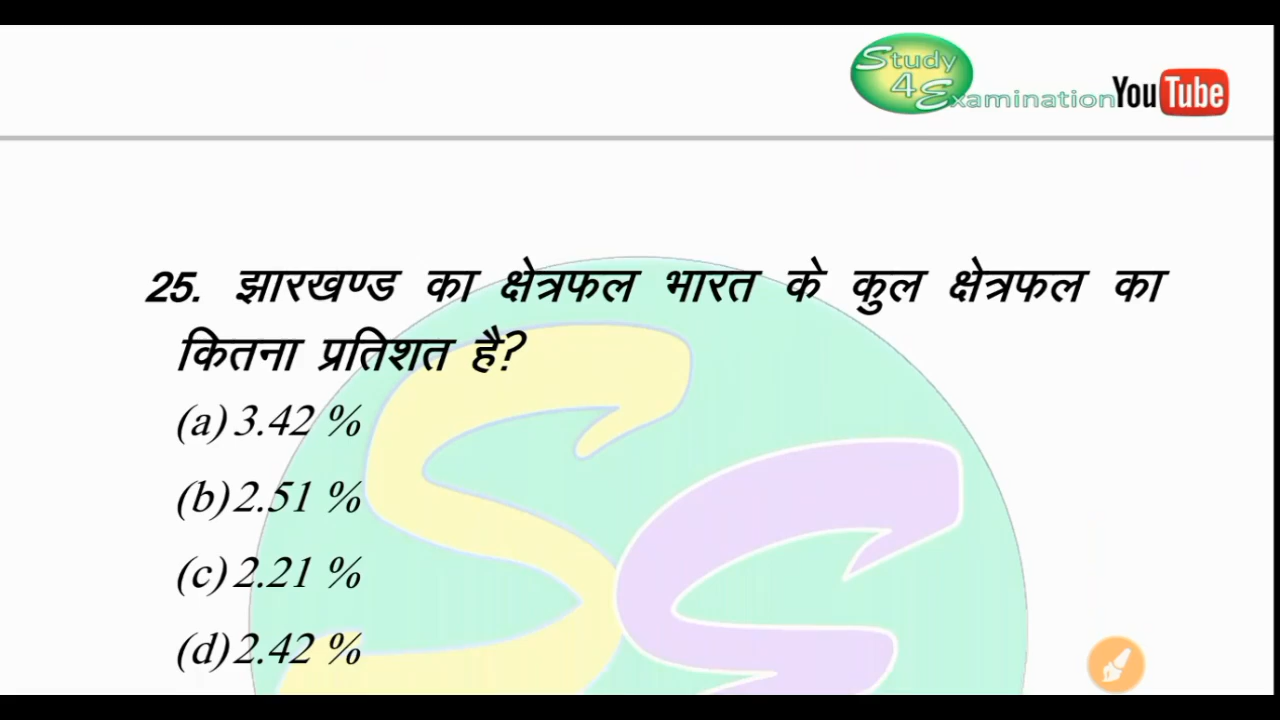 Study
4 Examination YouTube
25. झारखण्ड का क्षेत्रफल भारत के कुल क्षेत्रफल का
कितना प्रतिशत है?
(a) 3.42 %
(b) 2.51 %
(c) 2.21 %
(d) 2.42 %